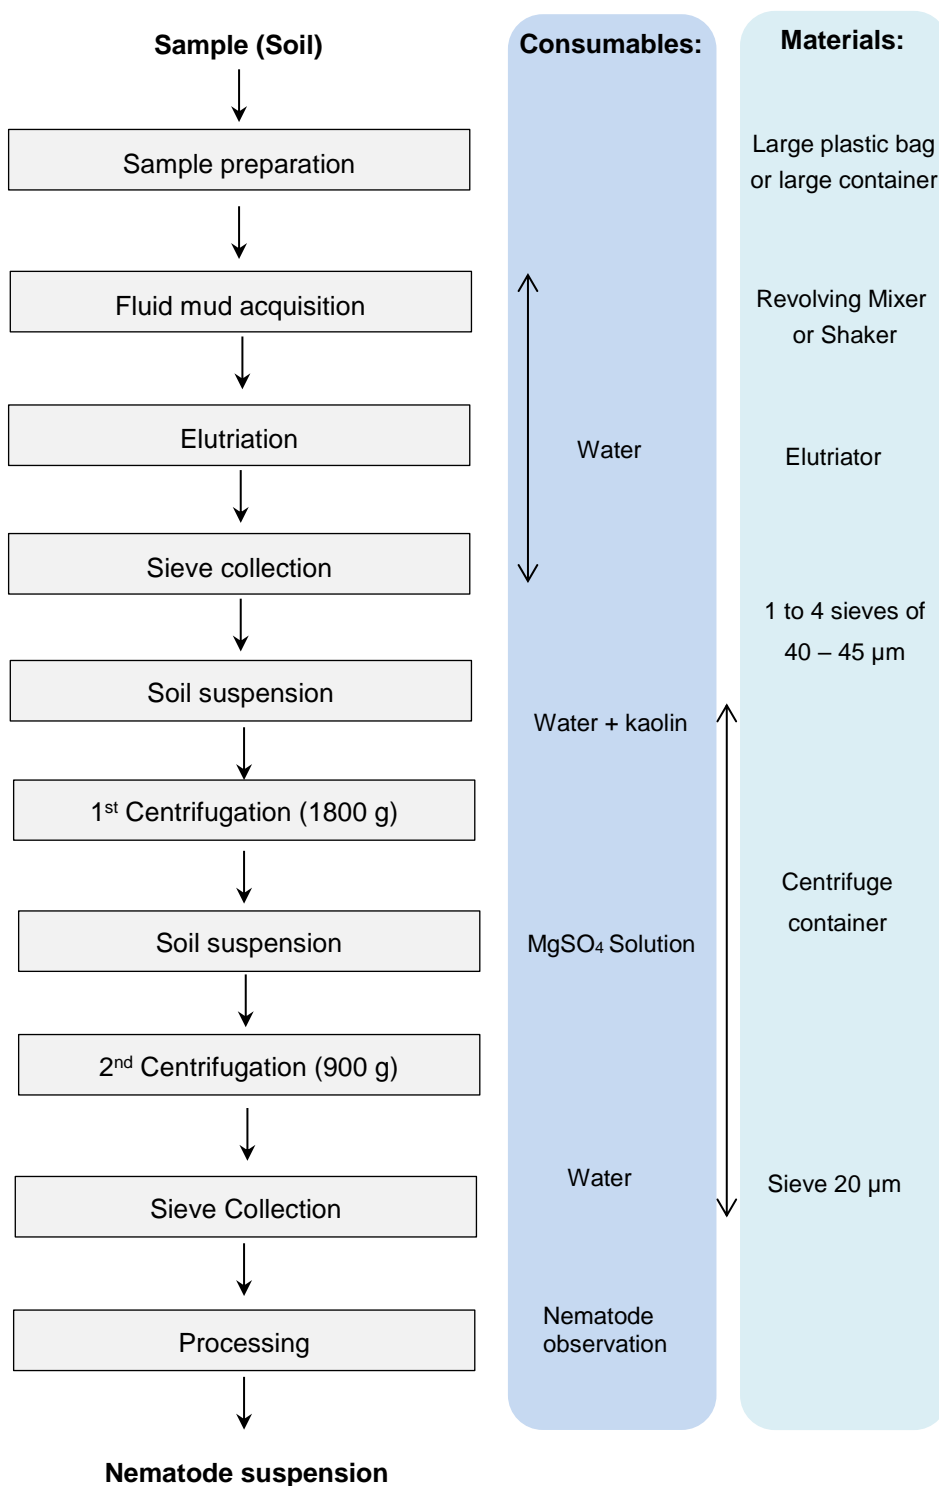 Sample (Soil)
Consumables:
Materials:
Sample preparation
Large plastic bag
or large container
Fluid mud acquisition
Revolving Mixer
or Shaker
Elutriation
Water
Elutriator
Sieve collection
1 to 4 sieves of
40 – 45 µm
Soil suspension
Water + kaolin
1st Centrifugation (1800 g)
Centrifuge
container
Soil suspension
MgSO4 Solution
2nd Centrifugation (900 g)
Sieve Collection
Water
Sieve 20 µm
Processing
Nematode
observation
Nematode suspension